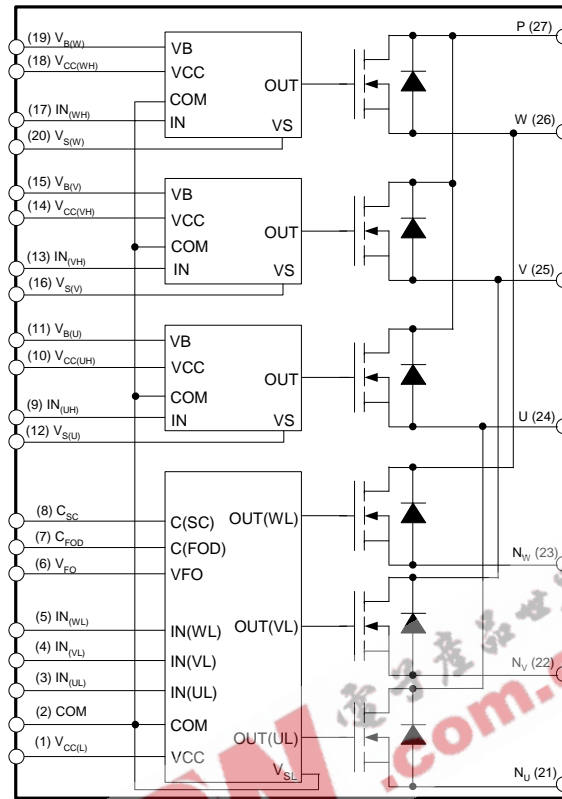 P (27)
(19) VB(W)
VB
(18) VCC(WH)
VCC
COM
OUT
(17) IN(WH)
IN
VS
W (26)
(20) VS(W)
(15) VB(V)
VB
(14) VCC(VH)
VCC
COM
OUT
(13) IN(VH)
IN
VS
V (25)
(16) VS(V)
(11) VB(U)
VB
(10) VCC(UH)
VCC
OUT
COM
(9) IN(UH)
IN
VS
U (24)
(12) VS(U)
(8) CSC
C(SC)
OUT(WL)
(7) CFOD
C(FOD)
NW (23)
(6) VFO
VFO
(5) IN(WL)
IN(WL)
OUT(VL)
(4) IN(VL)
IN(VL)
NV (22)
(3) IN(UL)
IN(UL)
(2) COM
COM
OUT(UL)
(1) VCC(L)
VCC
VSL
NU (21)
電子產品世
.com.